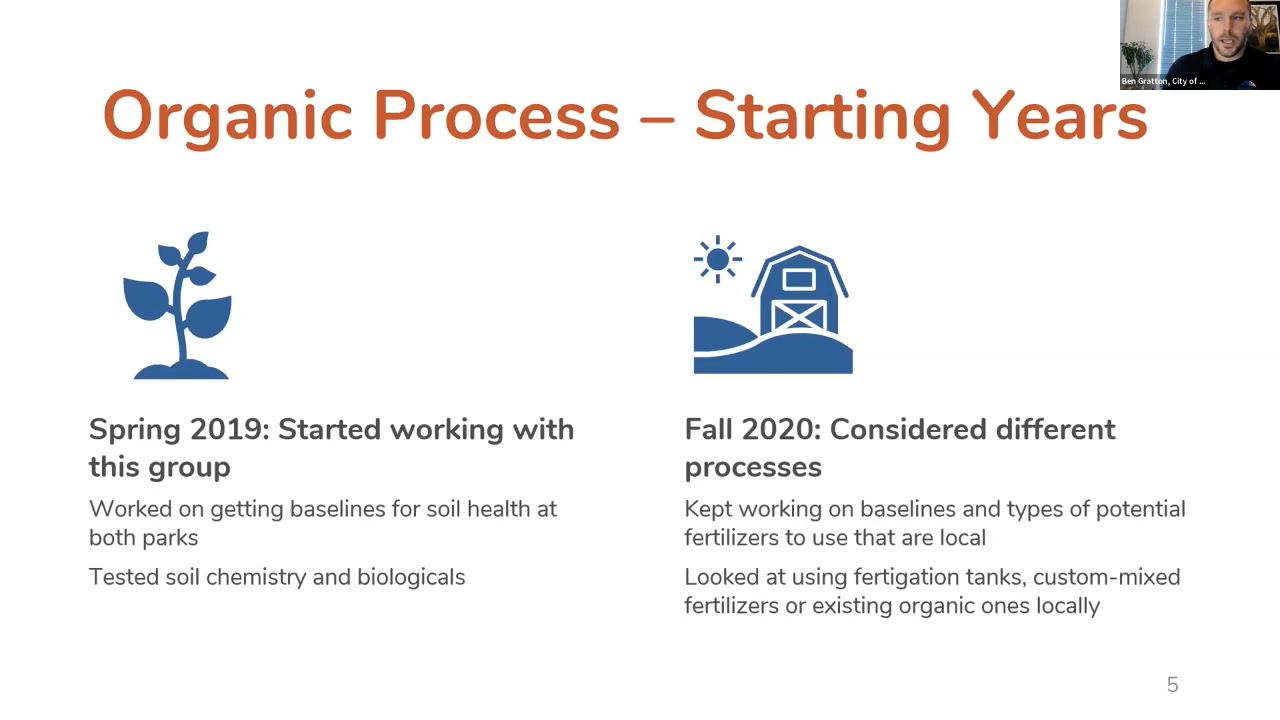 Ben Gratton, City of ...
Organic Process – Starting Years
Spring 2019: Started working with
this group
Worked on getting baselines for soil health at
both parks
Tested soil chemistry and biologicals
Fall 2020: Considered different
processes
Kept working on baselines and types of potential
fertilizers to use that are local
Looked at using fertigation tanks, custom-mixed
fertilizers or existing organic ones locally
5